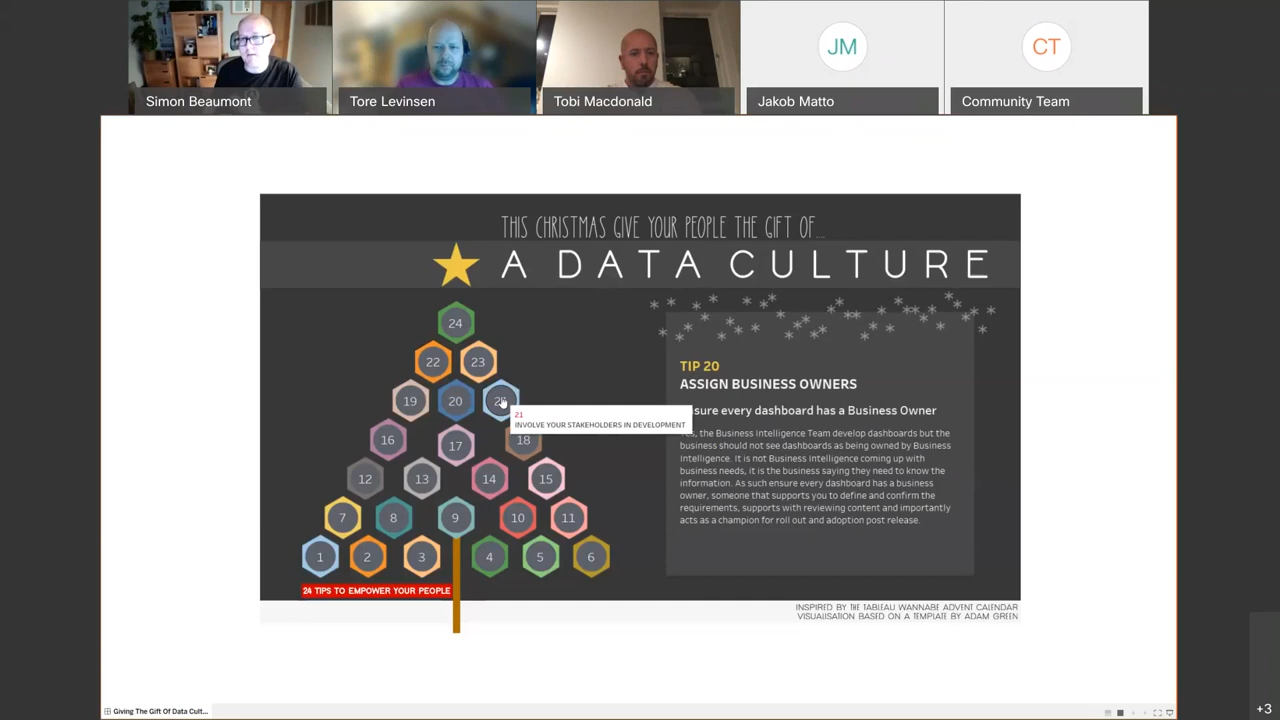 JM
CT
Simon Beaumont
Tore Levinsen
Tobi Macdonald
Jakob Matto
Community Team
THIS CHRISTMAS GIVE YOUR PEOPLE THE GIFT OF...
A DATA CULTURE
24
22 23
19 20
16 17 18
12 13 14 15
7 8 9 10 11
1 2 3 4 5 6
21
INVOLVE YOUR STAKEHOLDERS IN DEVELOPMENT
TIP 20
ASSIGN BUSINESS OWNERS
every dashboard has a Business Owner
the Business Intelligence Team develop dashboards but the
business should not see dashboards as being owned by Business
Intelligence. It is not Business Intelligence coming up with
business needs, it is the business saying they need to know the
information. As such ensure every dashboard has a business
owner, someone that supports you to define and confirm the
requirements, supports with reviewing content and importantly
acts as a champion for roll out and adoption post release.
24 TIPS TO EMPOWER YOUR PEOPLE
INSPIRED BY THE TABLEAU WANNABE ADVENT CALENDAR
VISUALISATION BASED ON A TEMPLATE BY ADAM GREEN
Giving The Gift Of Data Cult...
+3